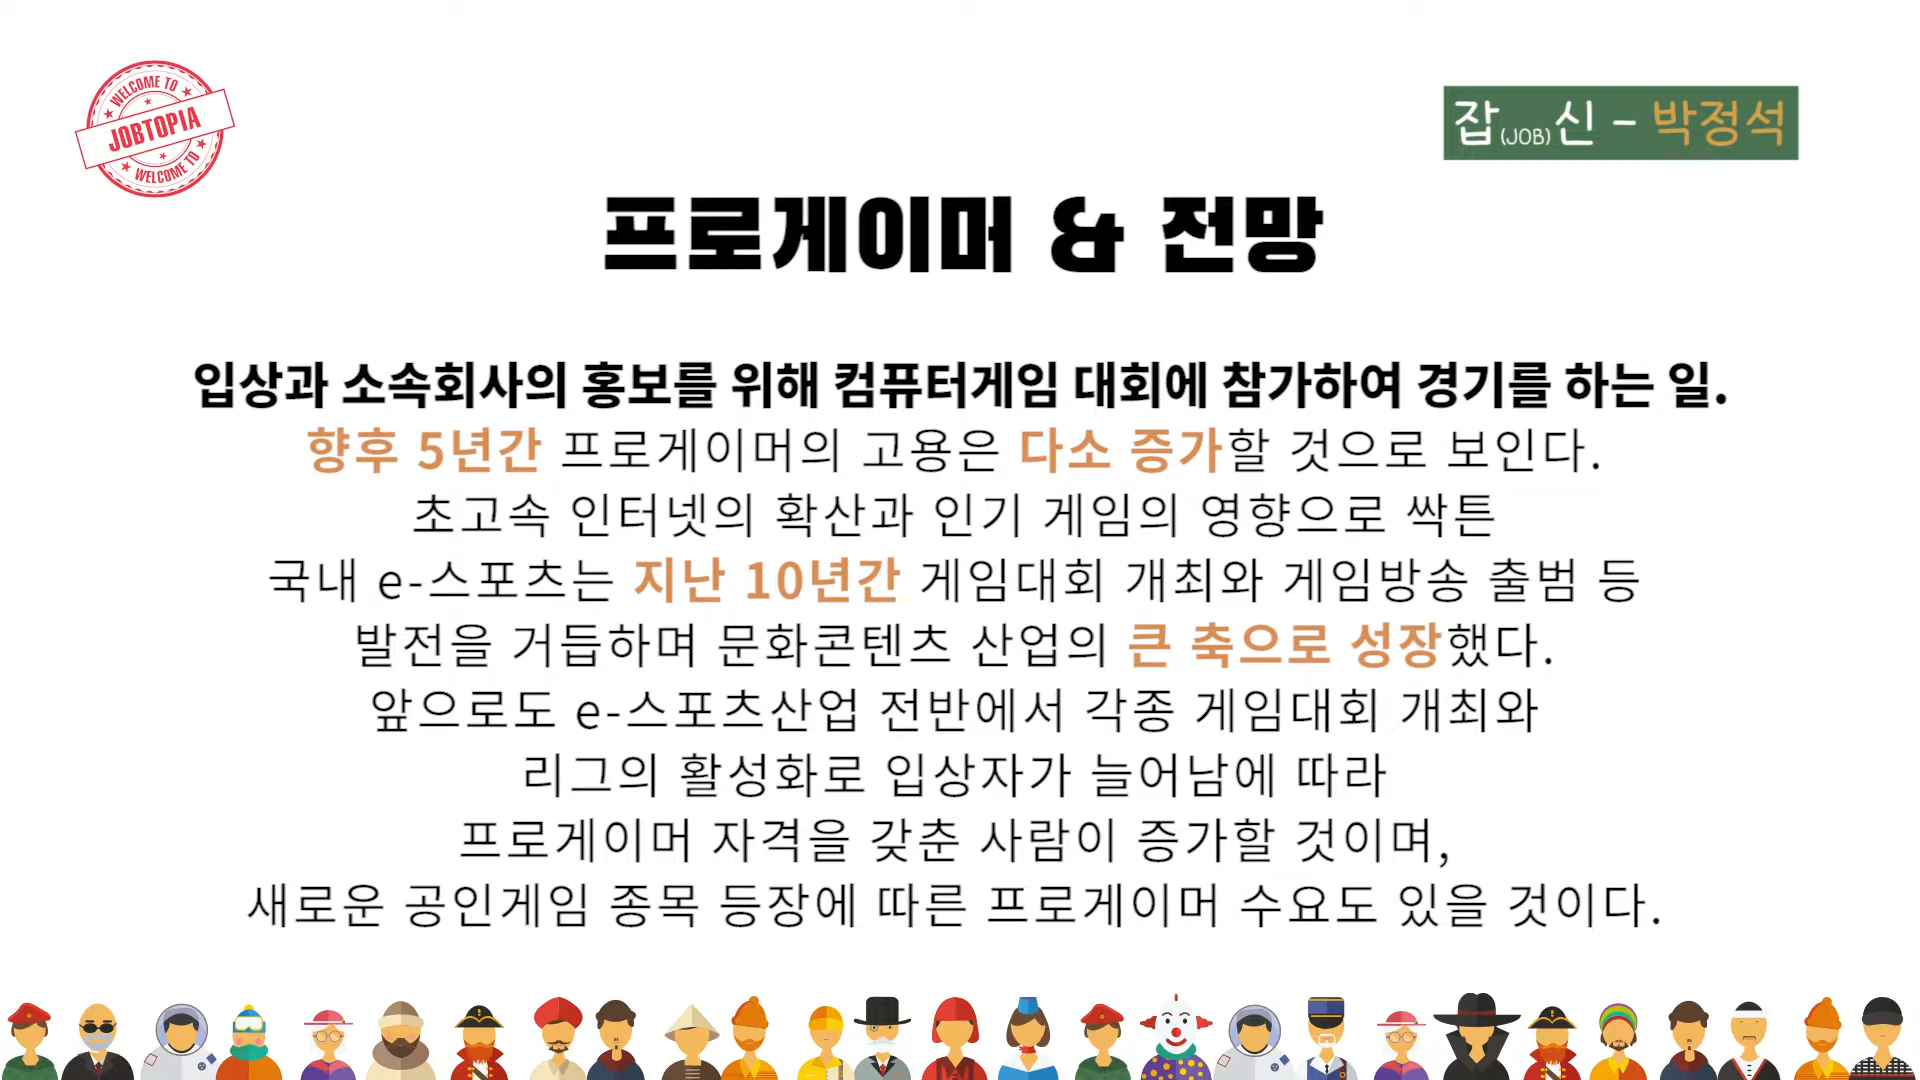 WELCOME TO
JOBTOPIA
WELCOME TO
잡(JOB)신 - 박정석
프로게이머 & 전망
입상과 소속회사의 홍보를 위해 컴퓨터게임 대회에 참가하여 경기를 하는 일.
향후 5년간 프로게이머의 고용은 다소 증가할 것으로 보인다.
초고속 인터넷의 확산과 인기 게임의 영향으로 싹튼
국내 e-스포츠는 지난 10년간 게임대회 개최와 게임방송 출범 등
발전을 거듭하며 문화콘텐츠 산업의 큰 축으로 성장했다.
앞으로도 e-스포츠산업 전반에서 각종 게임대회 개최와
리그의 활성화로 입상자가 늘어남에 따라
프로게이머 자격을 갖춘 사람이 증가할 것이며,
새로운 공인게임 종목 등장에 따른 프로게이머 수요도 있을 것이다.